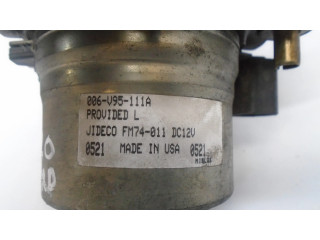 006-V95-111A
PROVIDED L
JIDECO FM74-011 DC12V
0521 MADE IN USA 0521